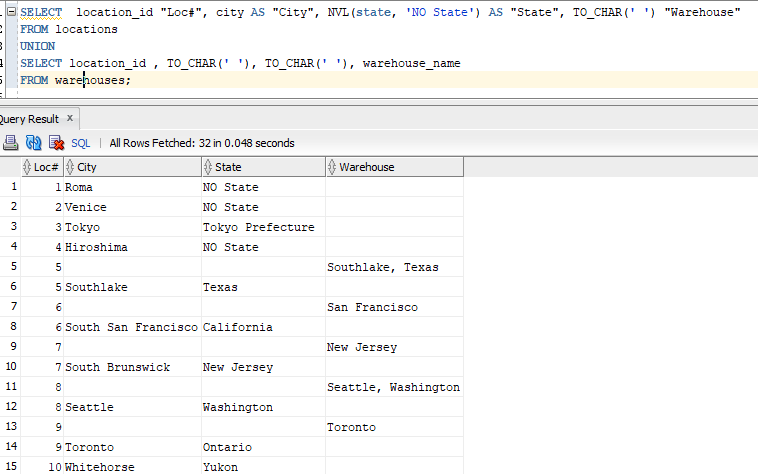 1 SELECT location_id "Loc#", city AS "City", NVL(state, 'NO State') AS "State", TO_CHAR(' ') "Warehouse"
2 FROM locations
3 UNION
4 SELECT location_id , TO_CHAR(' '), TO_CHAR(' '), warehouse_name
5 FROM warehouses;
Query Result x
SQL | All Rows Fetched: 32 in 0.048 seconds
Loc# City State Warehouse
1 1 Roma NO State
2 2 Venice NO State
3 3 Tokyo Tokyo Prefecture
4 4 Hiroshima NO State
5 5 Southlake, Texas
6 5 Southlake Texas
7 6 San Francisco
8 6 South San Francisco California
9 7 New Jersey
10 7 South Brunswick New Jersey
11 8 Seattle, Washington
12 8 Seattle Washington
13 9 Toronto
14 9 Toronto Ontario
15 10 Whitehorse Yukon